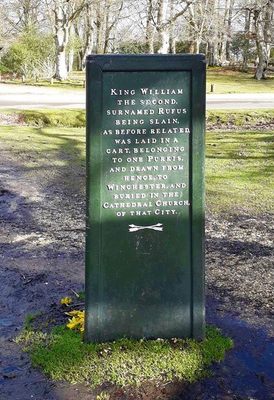 King William
the Second,
surnamed Rufus
being slain,
as before related,
was laid in a
cart, belonging
to one Purkis,
and drawn from
hence, to
Winchester, and
buried in the
Cathedral Church,
of that City.